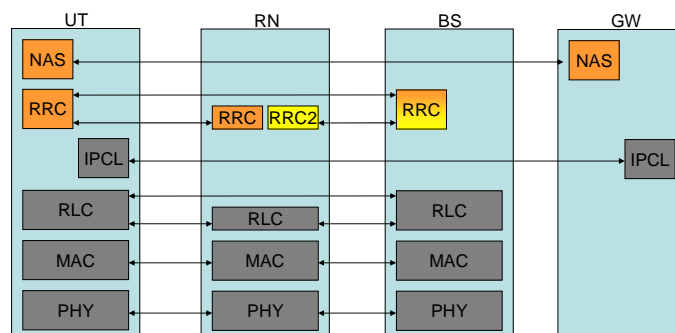 UT RN BS GW
NAS NAS
RRC RRC RRC2 RRC
IPCL IPCL
RLC RLC RLC
MAC MAC MAC
PHY PHY PHY